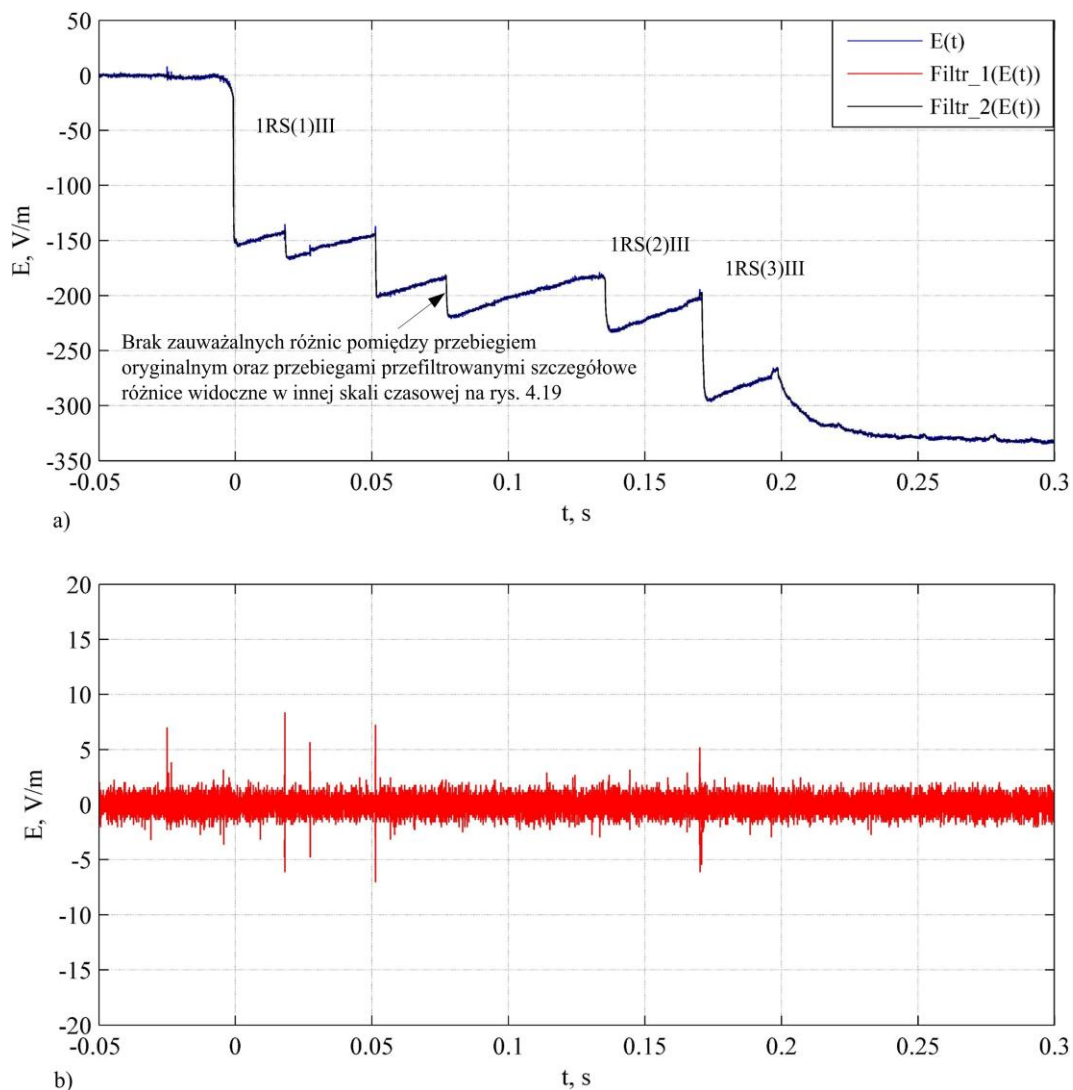 50
0
-50
-100
-150
-200
-250
-300
-350
E, V/m
E(t)
Filtr_1(E(t))
Filtr_2(E(t))
1RS(1)III
1RS(2)III
1RS(3)III
Brak zauważalnych różnic pomiędzy przebiegiem
oryginalnym oraz przebiegami przefiltrowanymi szczegółowe
różnice widoczne w innej skali czasowej na rys. 4.19
-0.05 0 0.05 0.1 0.15 0.2 0.25 0.3
t, s
a)
20
15
10
5
0
-5
-10
-15
-20
E, V/m
-0.05 0 0.05 0.1 0.15 0.2 0.25 0.3
t, s
b)